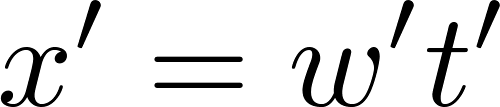 x′ = w′t′